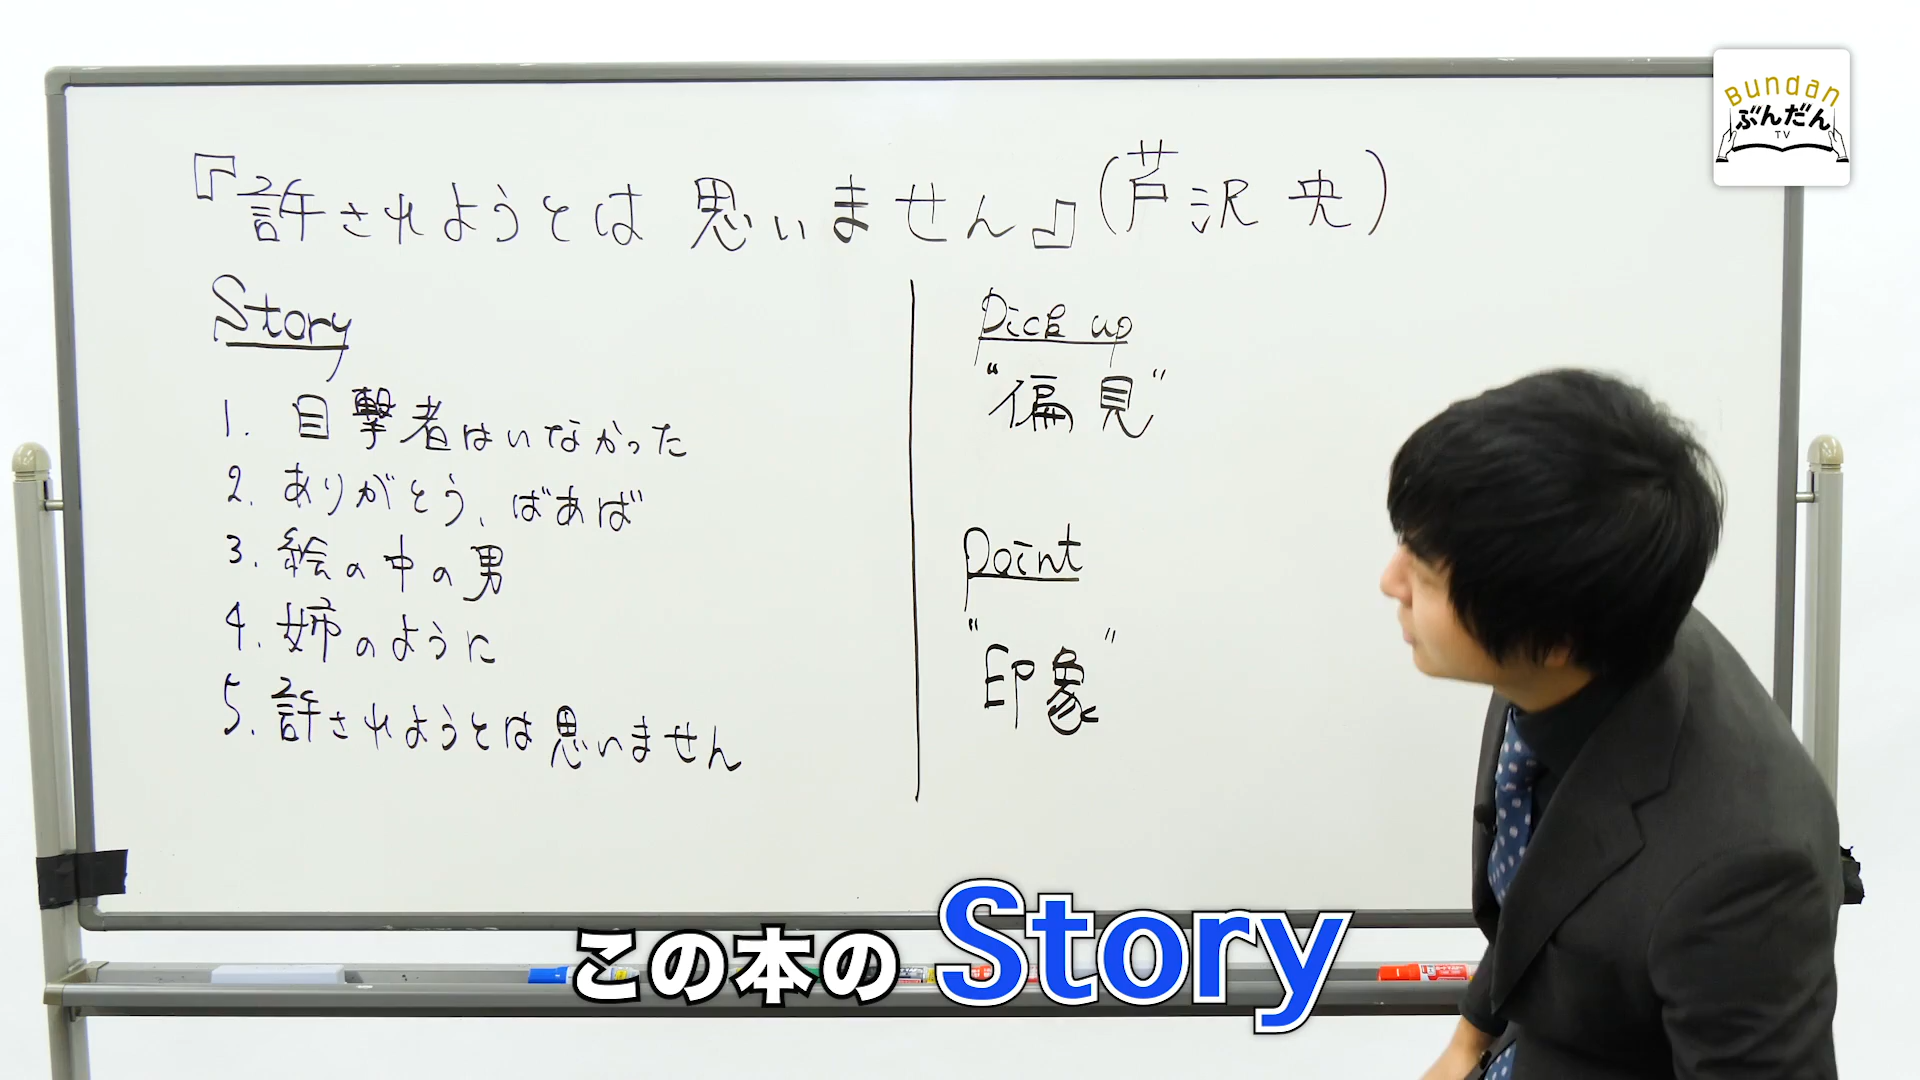 Bundan
ぶんだん
TV
『許されようとは思いません』(芦沢央)
Story
1. 目撃者はいなかった
2. ありがとう、ばあば
3. 絵の中の男
4. 姉のように
5. 許されようとは思いません
Pick up
"偏見"
Point
"印象"
この本の Story